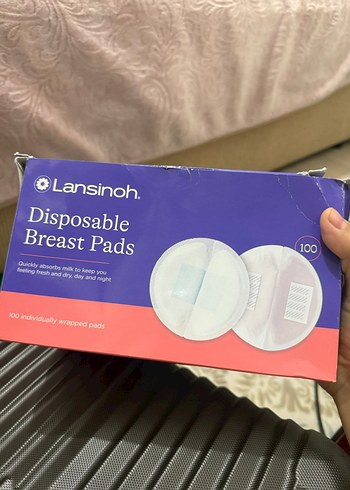 Lansinoh®
Disposable
Breast Pads
Quickly absorbs milk to keep you
feeling fresh and dry, day and night
100
100 individually wrapped pads